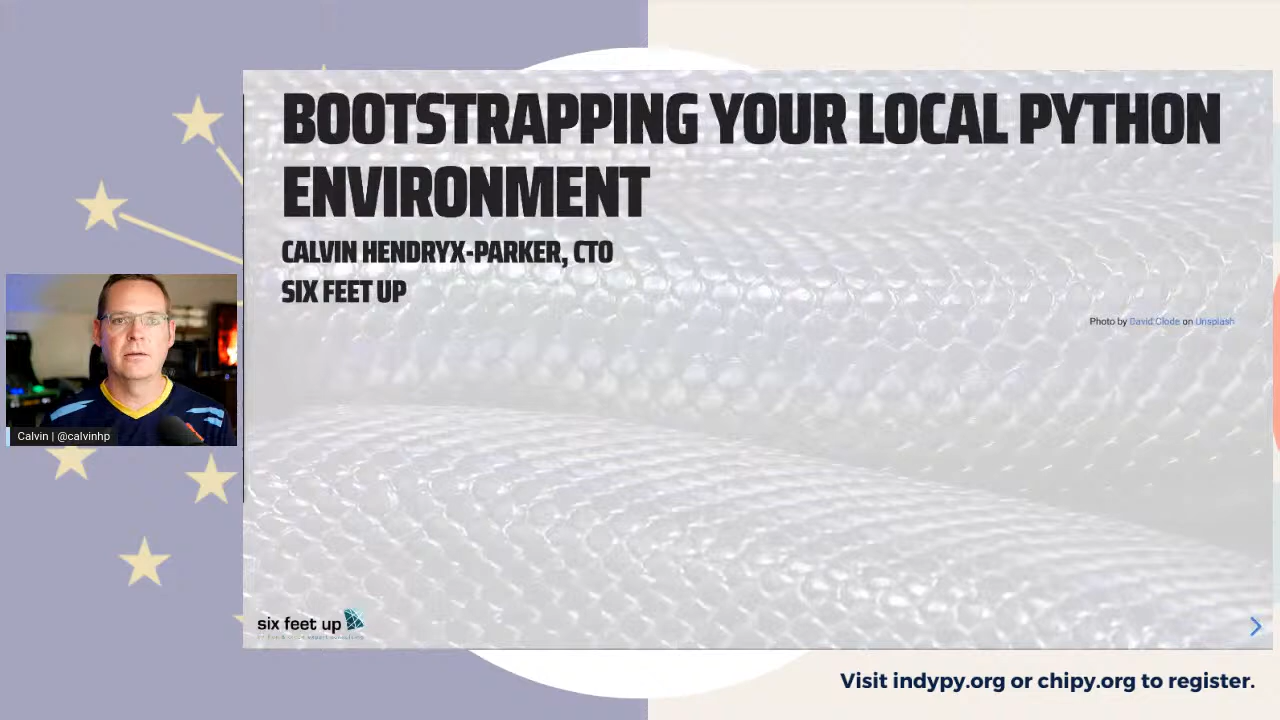 BOOTSTRAPPING YOUR LOCAL PYTHON
ENVIRONMENT
CALVIN HENDRYX-PARKER, CTO
SIX FEET UP
Photo by David Clode on Unsplash
Calvin | @calvinhp
six feet up
Visit indypy.org or chipy.org to register.